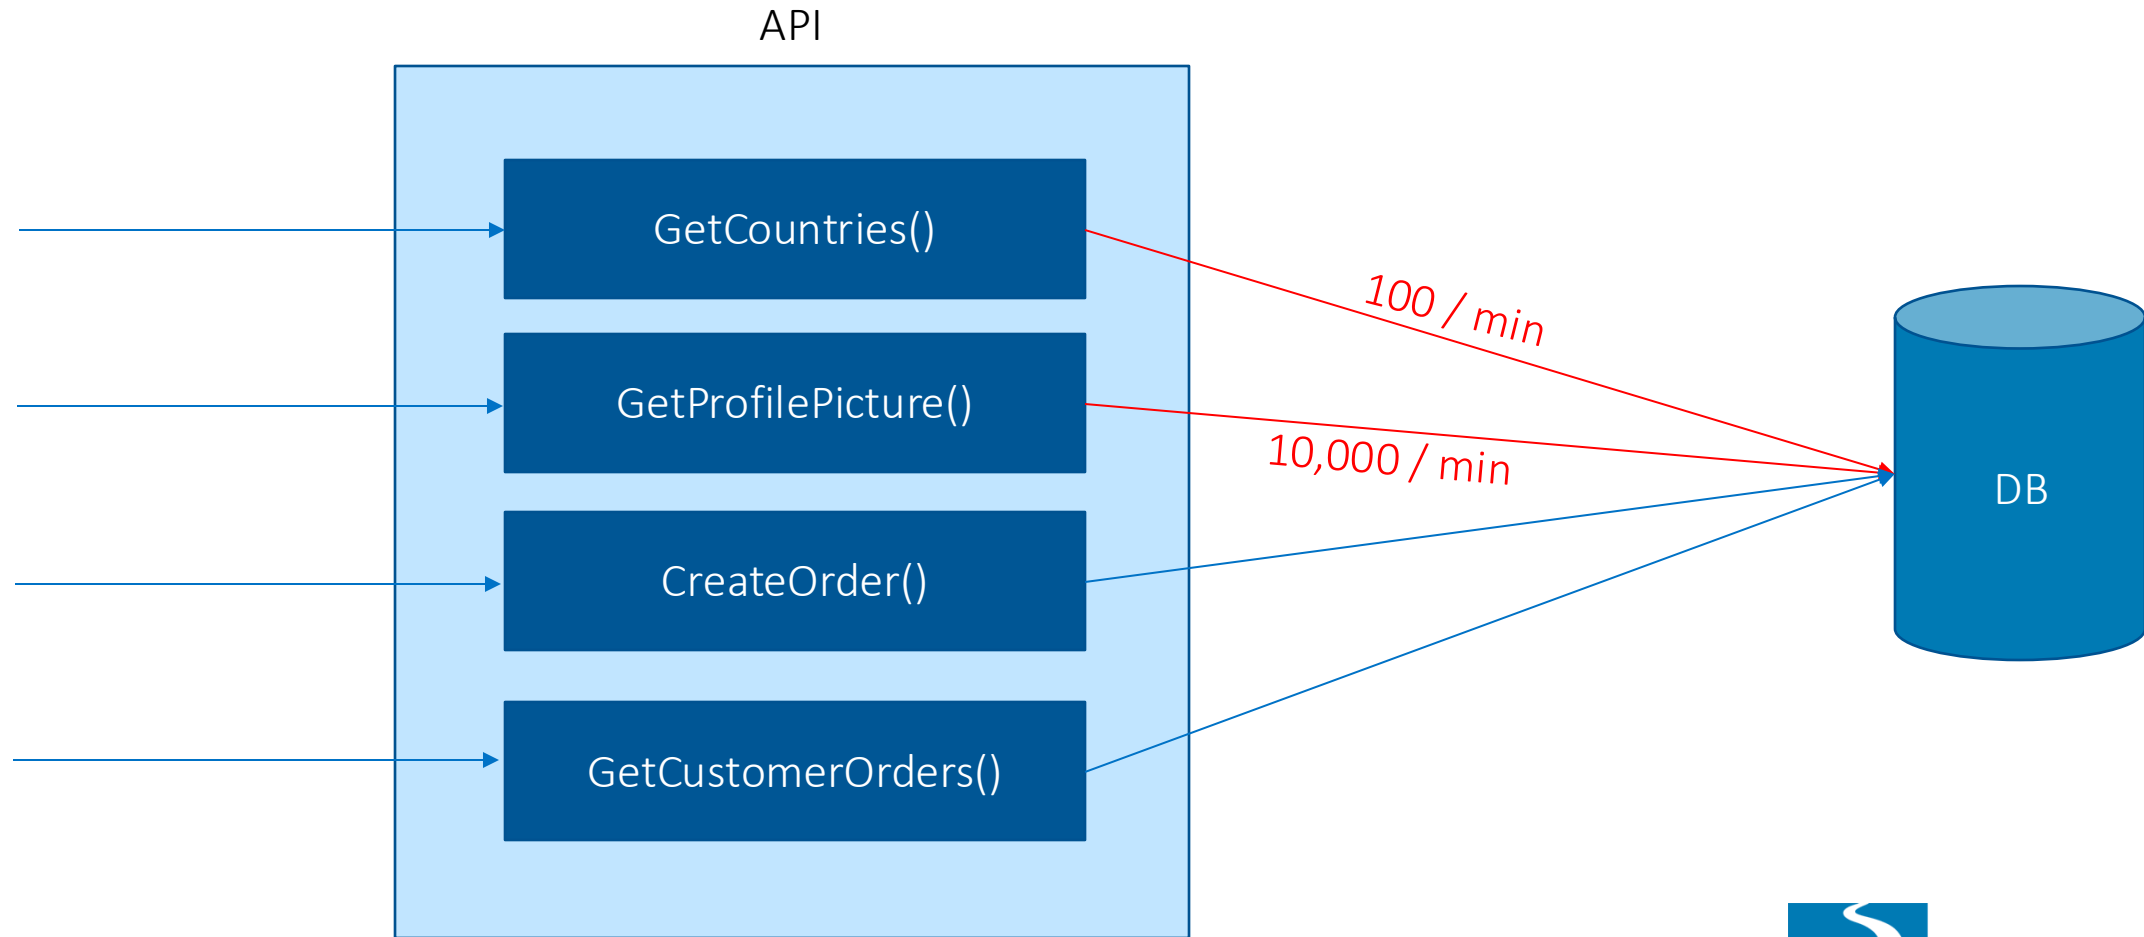 API
GetCountries()
100 / min
GetProfilePicture()
10,000 / min
DB
CreateOrder()
GetCustomerOrders()